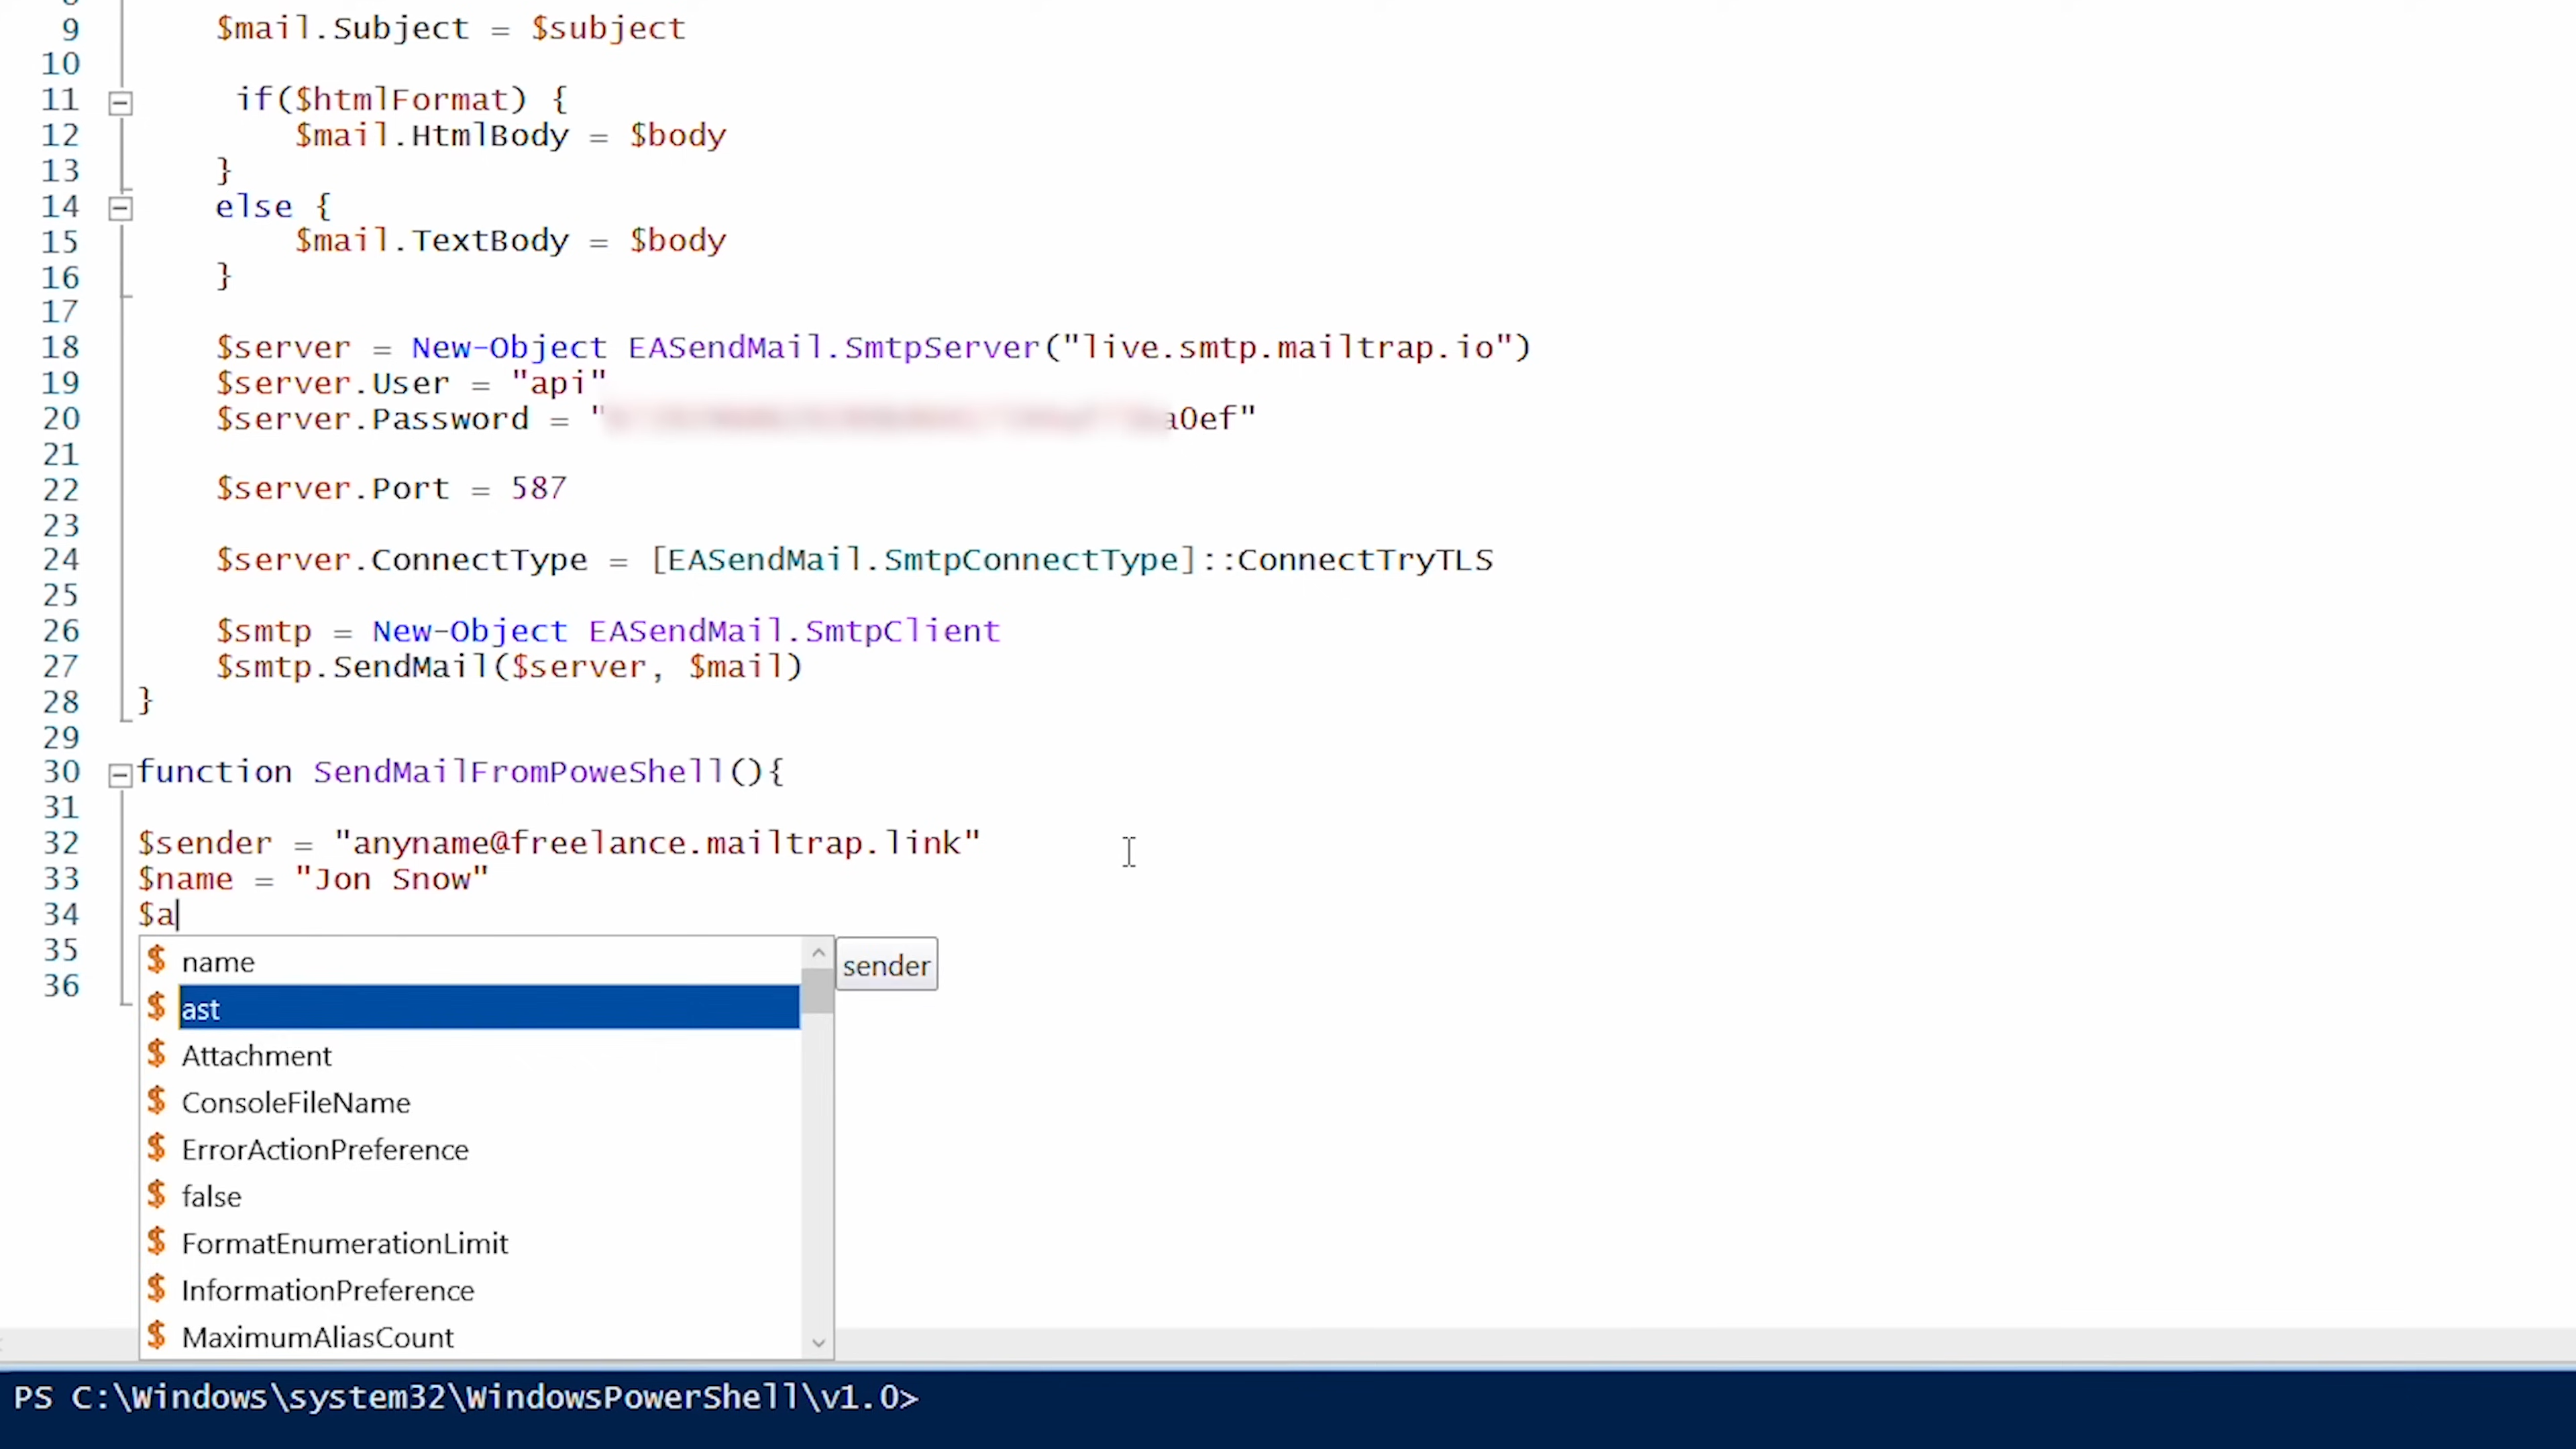 9 $mail.Subject = $subject
10
11 if($htmlFormat) {
12 $mail.HtmlBody = $body
13 }
14 else {
15 $mail.TextBody = $body
16 }
17
18 $server = New-Object EASendMail.SmtpServer("live.smtp.mailtrap.io")
19 $server.User = "api"
20 $server.Password = " a0ef"
21
22 $server.Port = 587
23
24 $server.ConnectType = [EASendMail.SmtpConnectType]::ConnectTryTLS
25
26 $smtp = New-Object EASendMail.SmtpClient
27 $smtp.SendMail($server, $mail)
28 }
29
30 function SendMailFromPoweShell(){
31
32 $sender = "anyname@freelance.mailtrap.link"
33 $name = "Jon Snow"
34 $a
35
36
$ name
sender
$ ast
$ Attachment
$ ConsoleFileName
$ ErrorActionPreference
$ false
$ FormatEnumerationLimit
$ InformationPreference
$ MaximumAliasCount
PS C:\Windows\system32\WindowsPowerShell\v1.0>